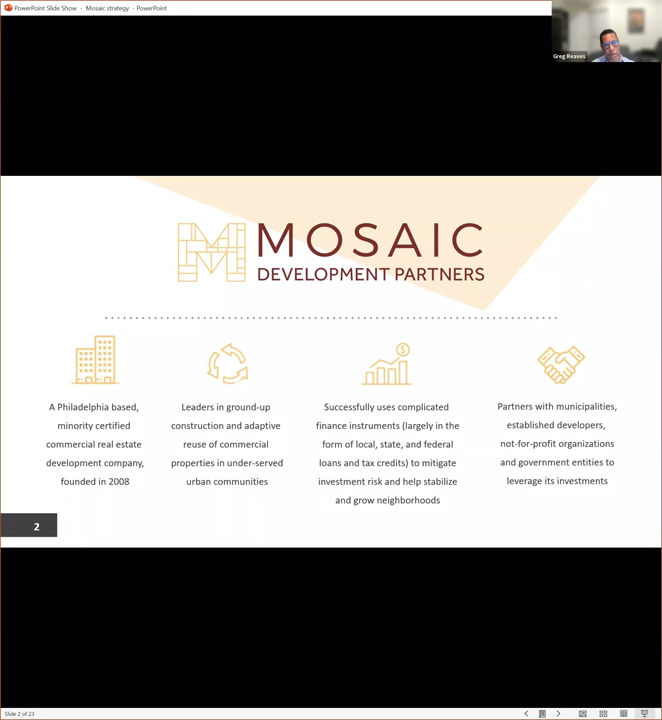 PowerPoint Slide Show - Mosaic strategy - PowerPoint
Greg Reaves
MOSAIC
DEVELOPMENT PARTNERS
A Philadelphia based,
minority certified
commercial real estate
development company,
founded in 2008
Leaders in ground-up
construction and adaptive
reuse of commercial
properties in under-served
urban communities
Successfully uses complicated
finance instruments (largely in the
form of local, state, and federal
loans and tax credits) to mitigate
investment risk and help stabilize
and grow neighborhoods
Partners with municipalities,
established developers,
not-for-profit organizations
and government entities to
leverage its investments
2
Slide 2 of 23